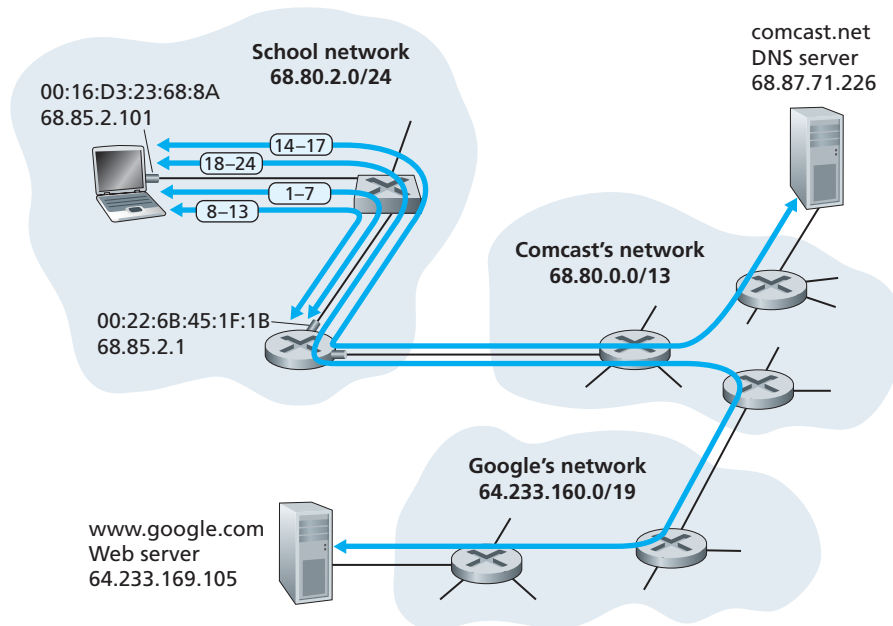 School network
68.80.2.0/24
comcast.net
DNS server
68.87.71.226
00:16:D3:23:68:8A
68.85.2.101
14–17
18–24
1–7
8–13
Comcast's network
68.80.0.0/13
00:22:6B:45:1F:1B
68.85.2.1
Google's network
64.233.160.0/19
www.google.com
Web server
64.233.169.105